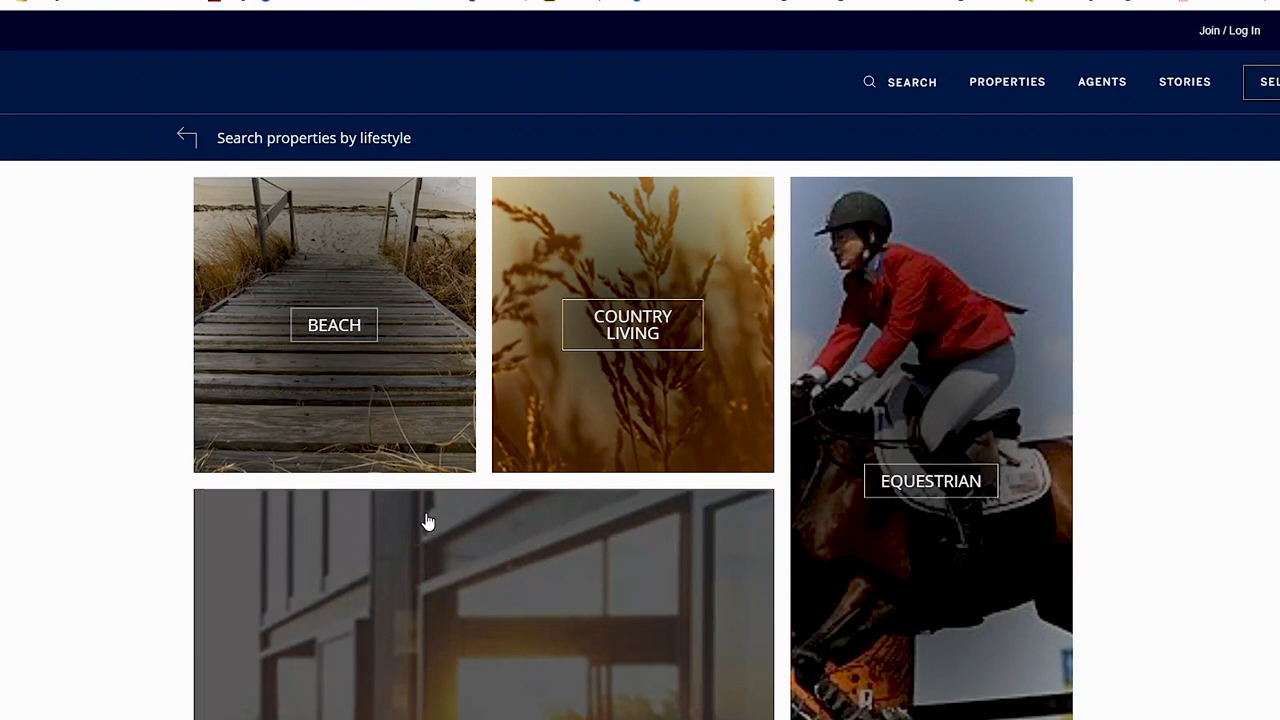 Join / Log In
SEARCH PROPERTIES AGENTS STORIES
Search properties by lifestyle
BEACH
COUNTRY
LIVING
EQUESTRIAN